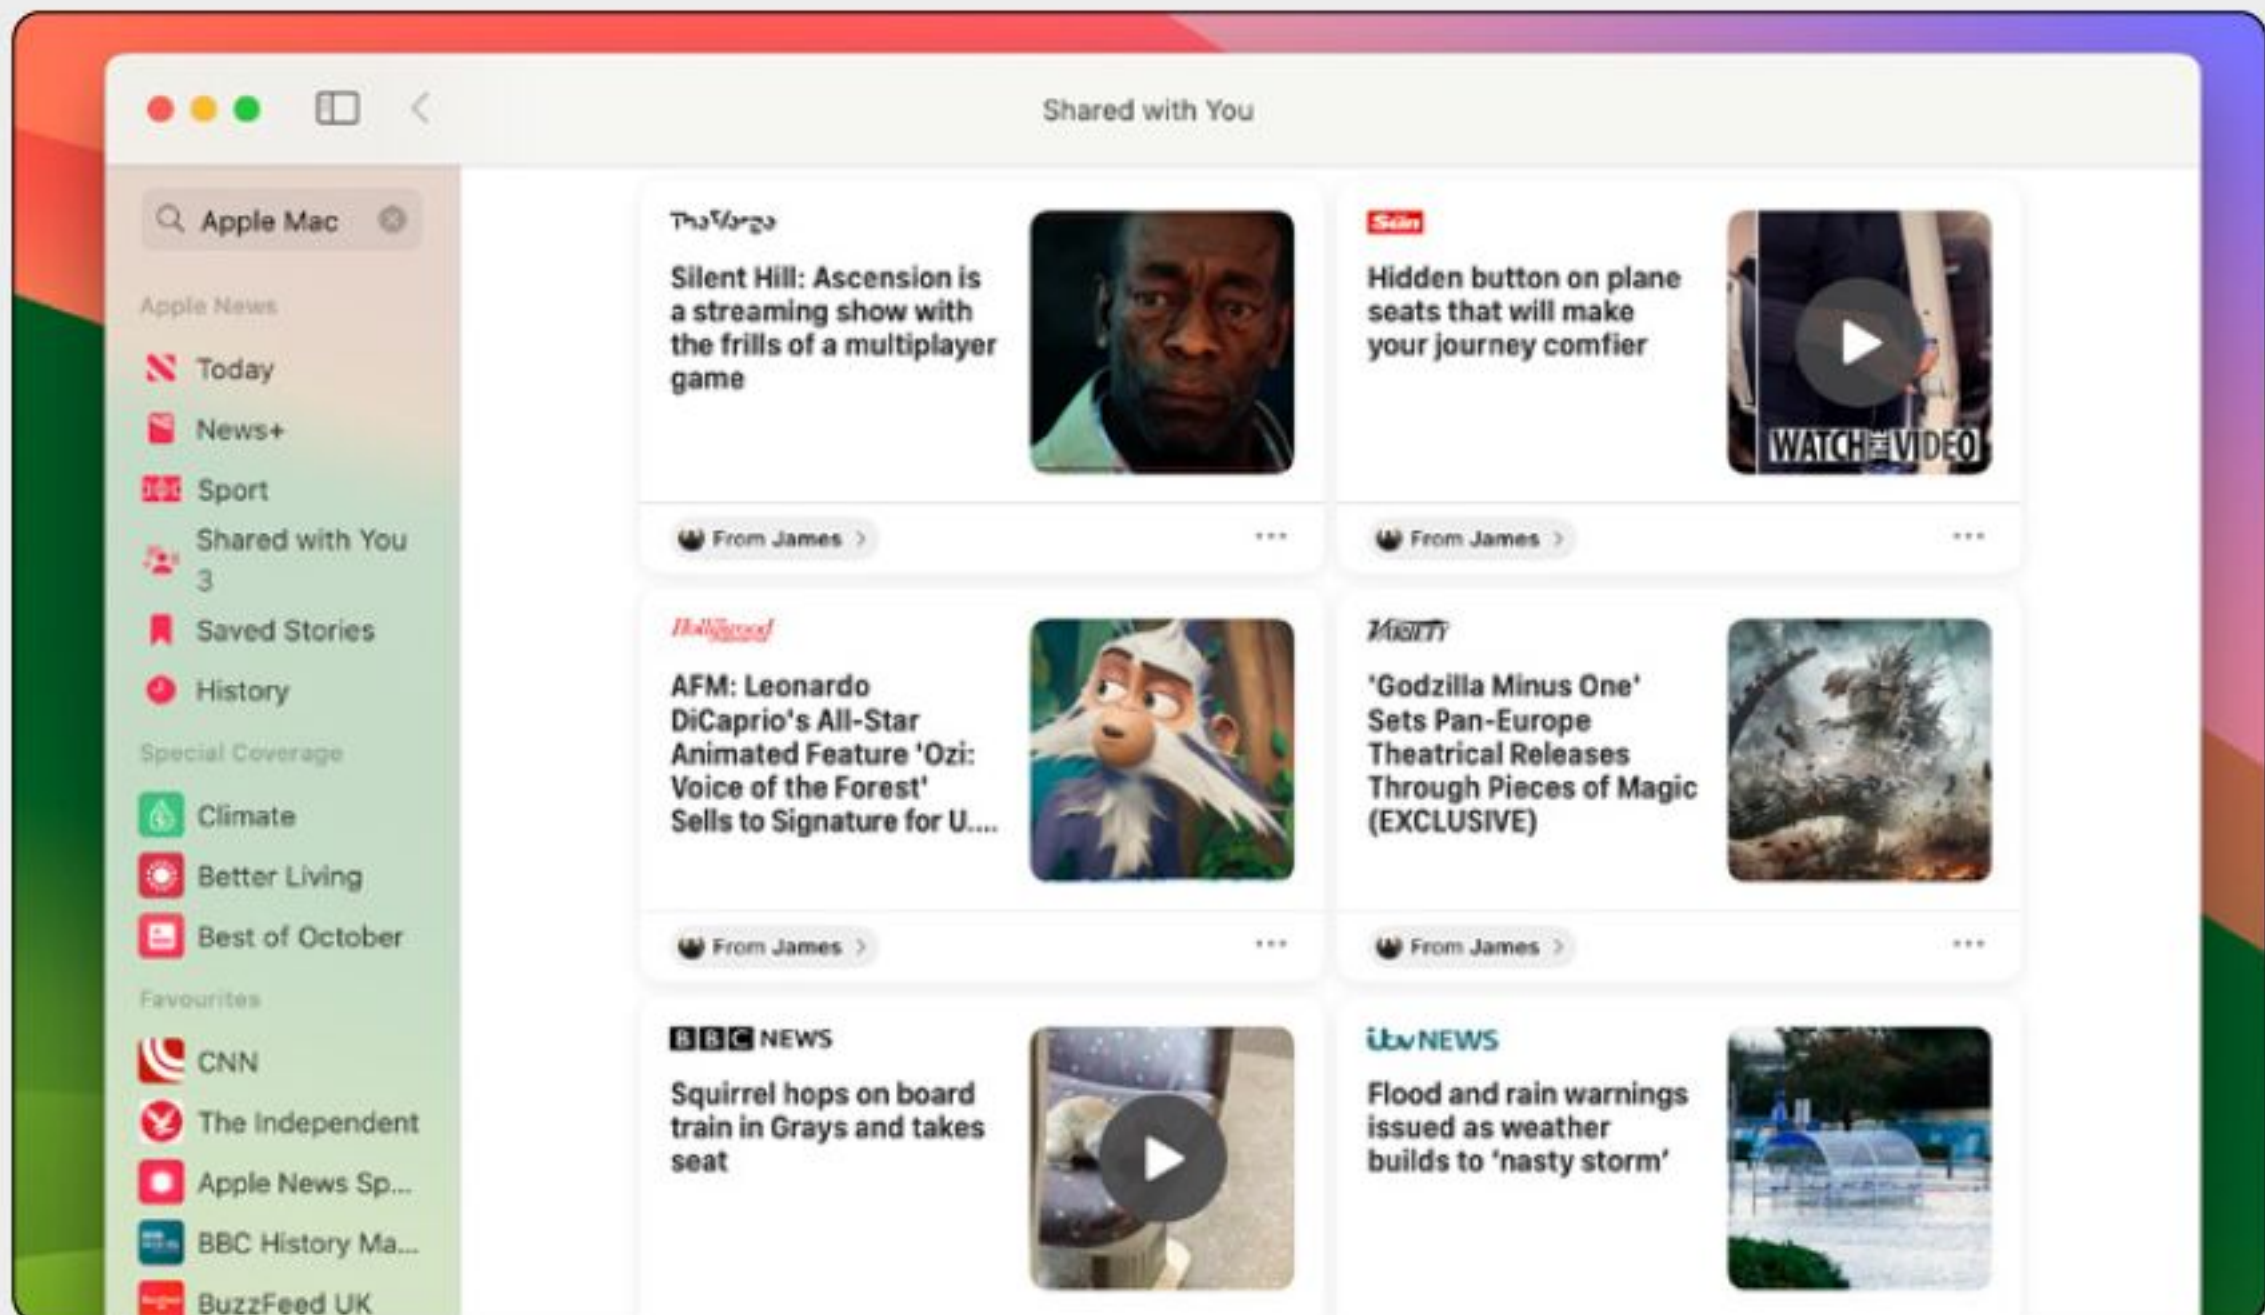 Shared with You
Apple Mac
Apple News
Today
News+
Sport
Shared with You
3
Saved Stories
History
Special Coverage
Climate
Better Living
Best of October
Favourites
CNN
The Independent
Apple News Sp...
BBC History Ma...
BuzzFeed UK
The Verge
Silent Hill: Ascension is
a streaming show with
the frills of a multiplayer
game
From James
Sun
Hidden button on plane
seats that will make
your journey comfier
WATCH THE VIDEO
From James
Hollywood
AFM: Leonardo
DiCaprio's All-Star
Animated Feature 'Ozi:
Voice of the Forest'
Sells to Signature for U....
From James
VARIETY
'Godzilla Minus One'
Sets Pan-Europe
Theatrical Releases
Through Pieces of Magic
(EXCLUSIVE)
From James
BBC NEWS
Squirrel hops on board
train in Grays and takes
seat
itv NEWS
Flood and rain warnings
issued as weather
builds to 'nasty storm'